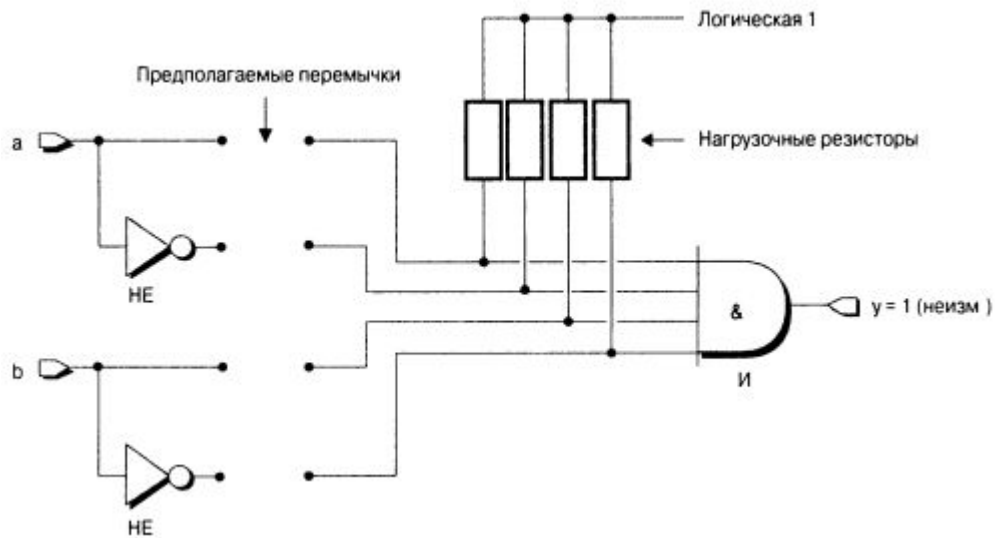 Логическая 1
Предполагаемые перемычки
Нагрузочные резисторы
a
НЕ
&
y = 1 (неизм )
И
b
НЕ